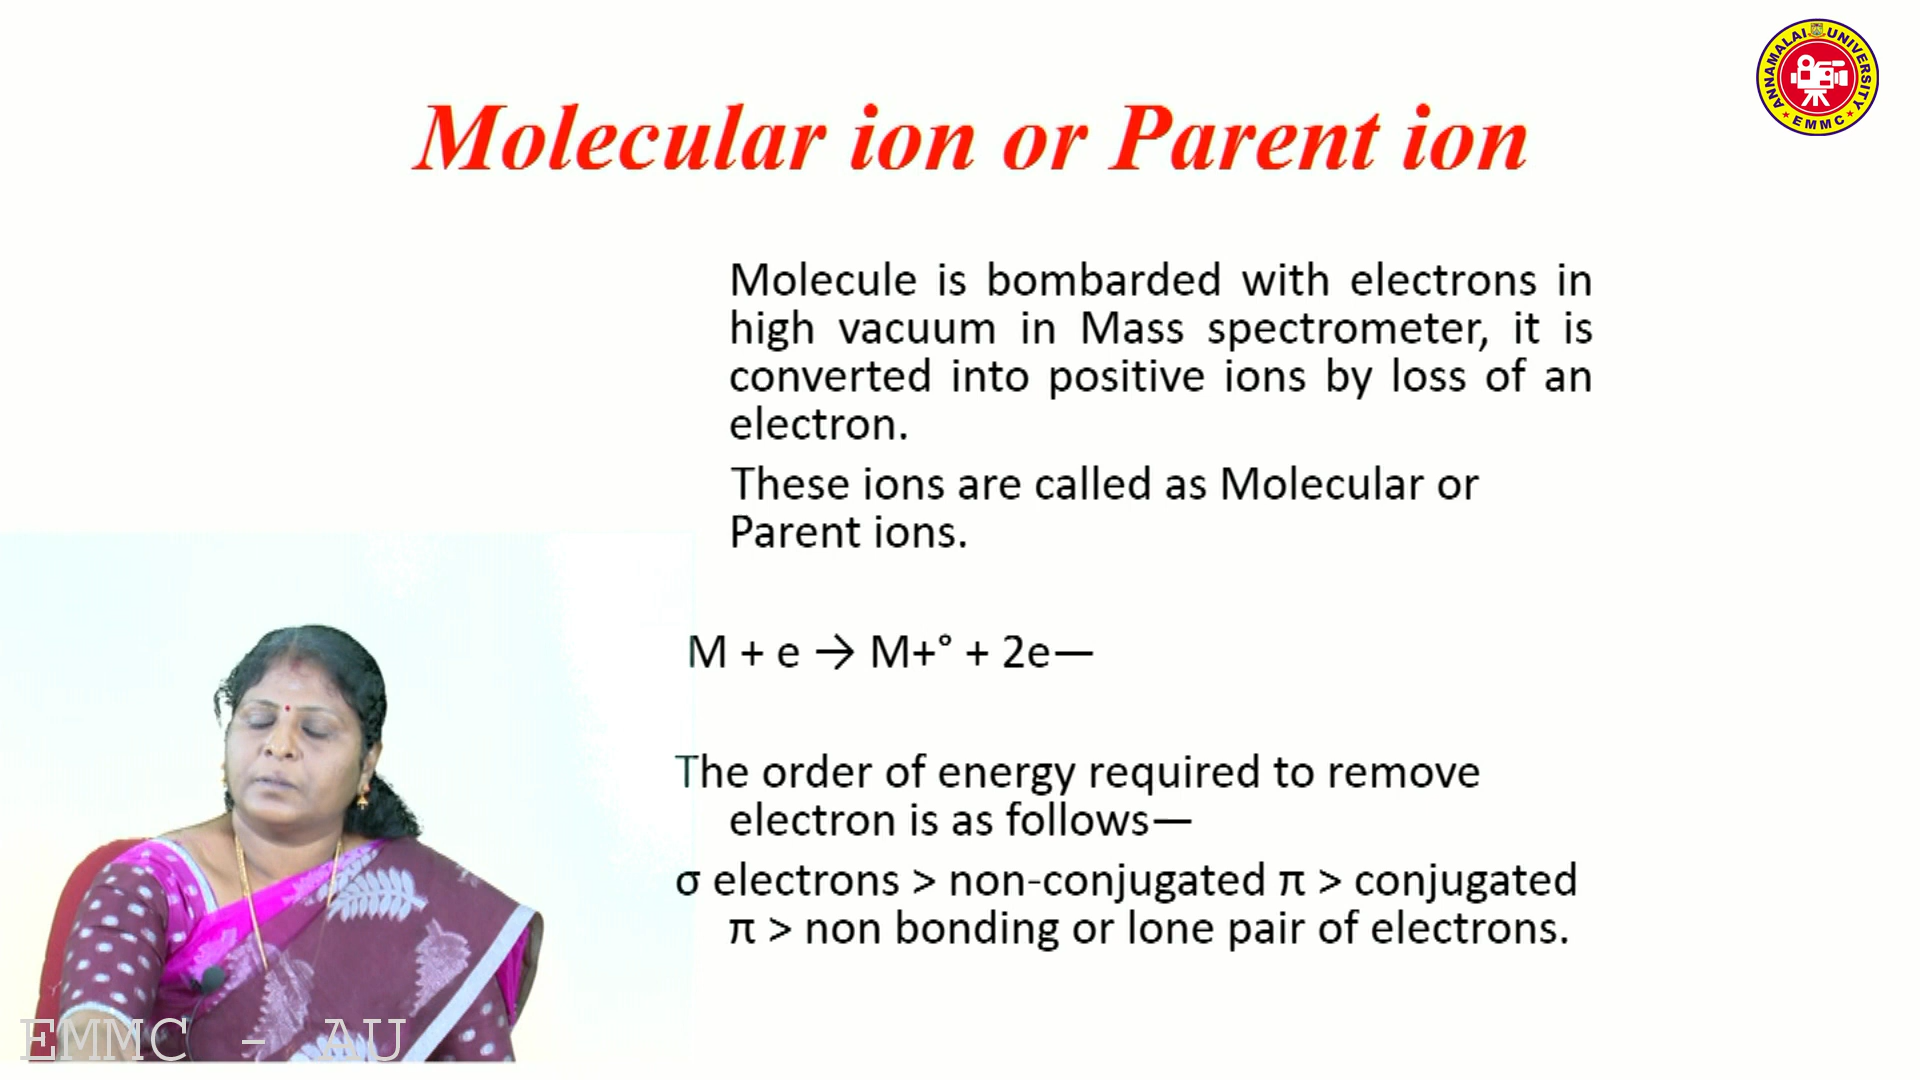 ANNAMALAI UNIVERSITY
EMMC
Molecular ion or Parent ion
Molecule is bombarded with electrons in
high vacuum in Mass spectrometer, it is
converted into positive ions by loss of an
electron.
These ions are called as Molecular or
Parent ions.
M + e → M+° + 2e—
The order of energy required to remove
electron is as follows—
σ electrons > non-conjugated π > conjugated
π > non bonding or lone pair of electrons.
EMMC - AU